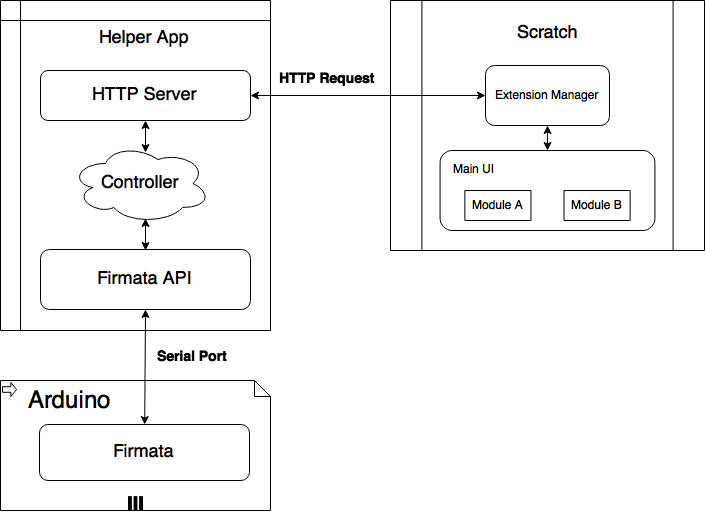 Helper App
HTTP Server
Controller
Firmata API
HTTP Request
Scratch
Extension Manager
Main UI
Module A
Module B
Serial Port
Arduino
Firmata